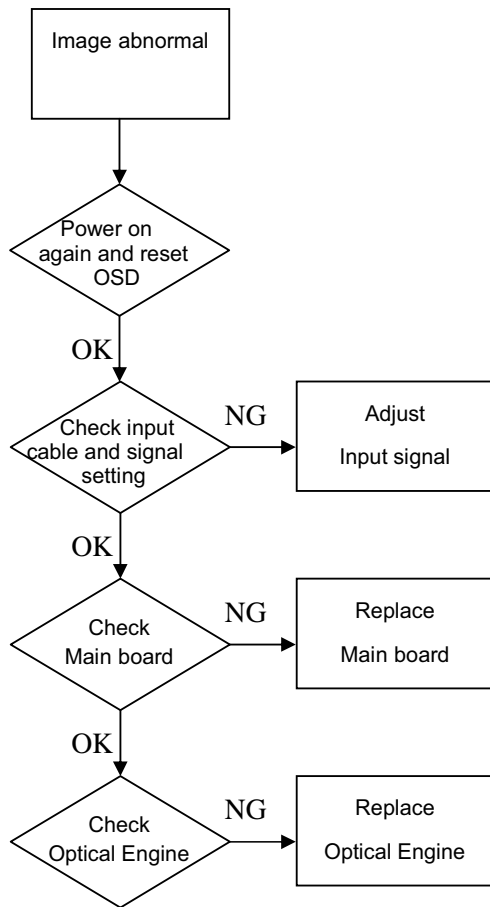 Image abnormal
Power on
again and reset
OSD
OK
Check input
cable and signal
setting
NG
Adjust
Input signal
OK
Check
Main board
NG
Replace
Main board
OK
Check
Optical Engine
NG
Replace
Optical Engine